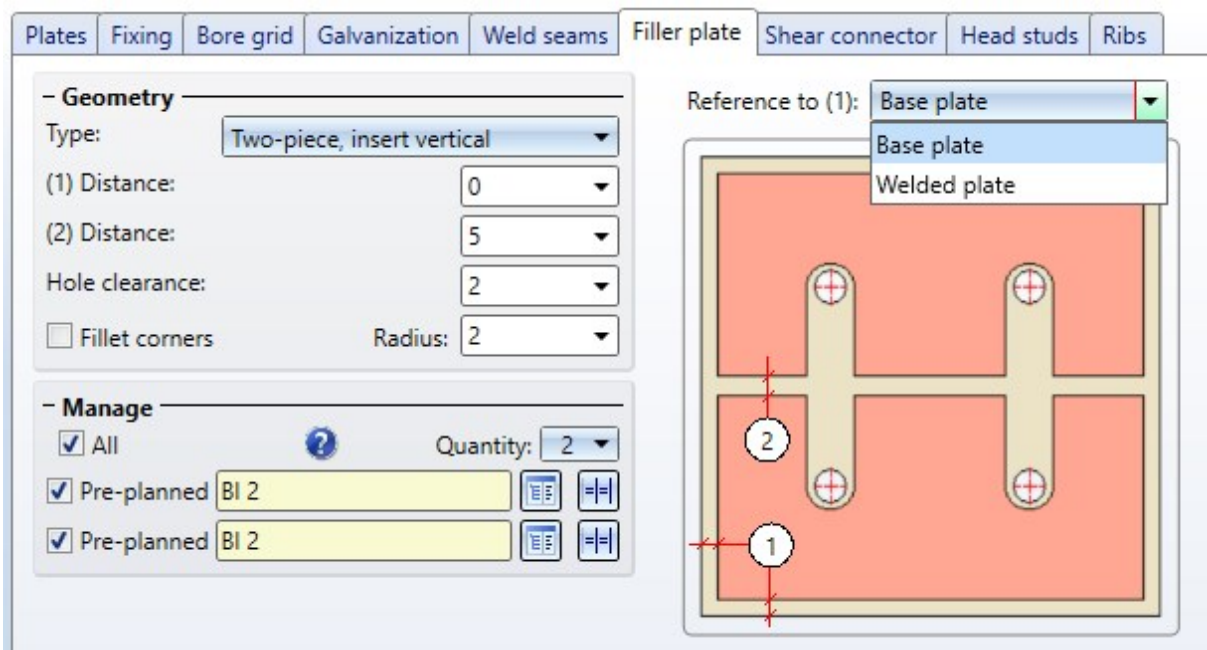 Plates Fixing Bore grid Galvanization Weld seams Filler plate Shear connector Head studs Ribs
Geometry
Type: Two-piece, insert vertical
(1) Distance: 0
(2) Distance: 5
Hole clearance: 2
Fillet corners Radius: 2
Manage
All ? Quantity: 2
Pre-planned Bl 2
Pre-planned Bl 2
Reference to (1): Base plate
Base plate
Welded plate
2
1